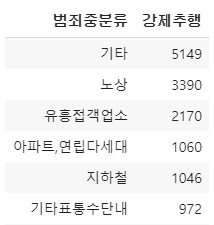 범죄중분류 강제추행
기타 5149
노상 3390
유흥접객업소 2170
아파트,연립다세대 1060
지하철 1046
기타표통수단내 972